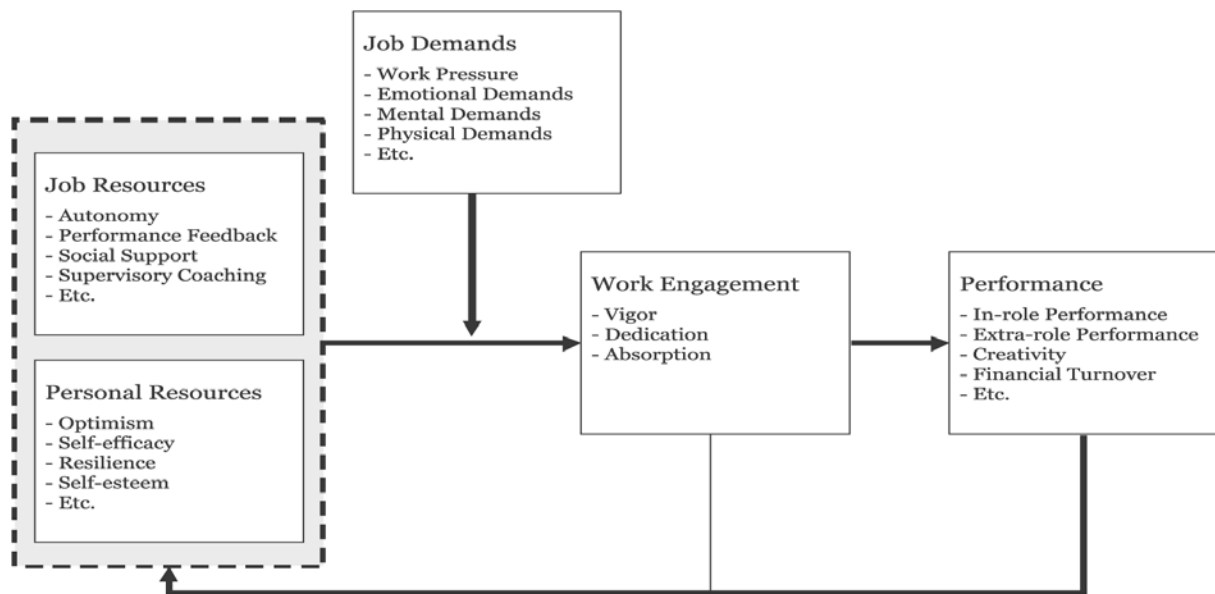 Job Demands
- Work Pressure
- Emotional Demands
- Mental Demands
- Physical Demands
- Etc.
Job Resources
- Autonomy
- Performance Feedback
- Social Support
- Supervisory Coaching
- Etc.
Personal Resources
- Optimism
- Self-efficacy
- Resilience
- Self-esteem
- Etc.
Work Engagement
- Vigor
- Dedication
- Absorption
Performance
- In-role Performance
- Extra-role Performance
- Creativity
- Financial Turnover
- Etc.